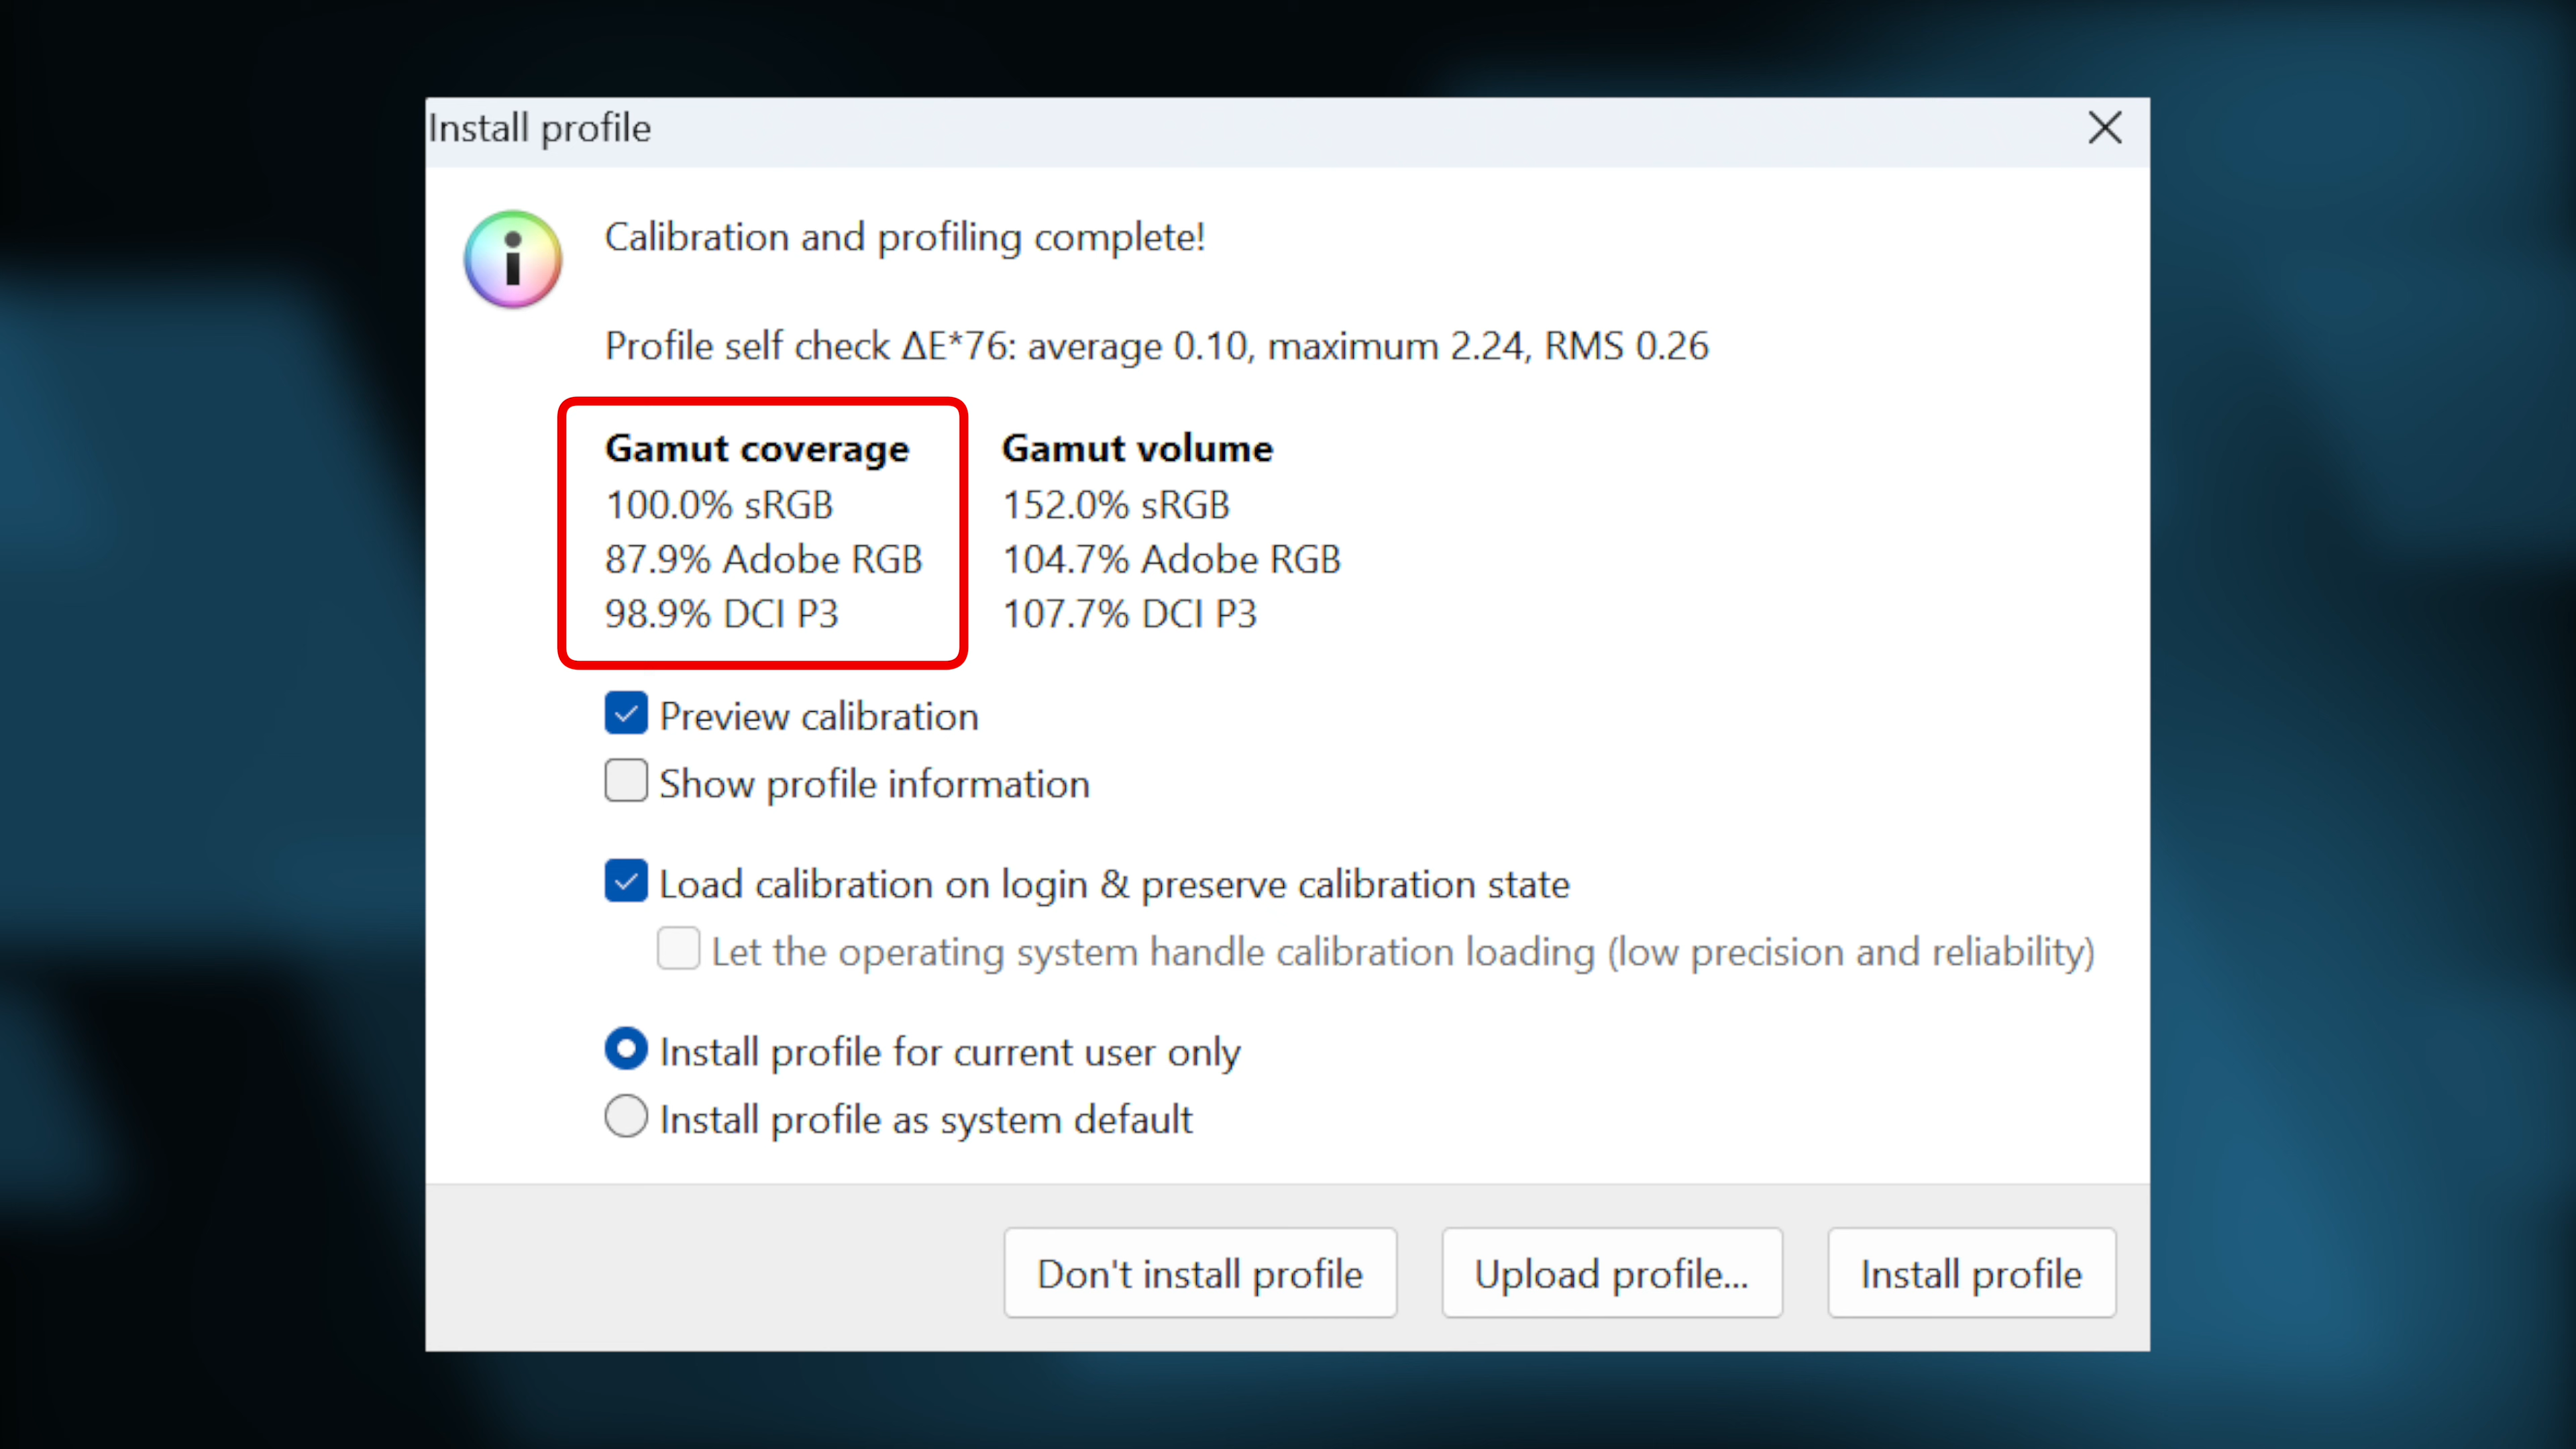 Install profile
Calibration and profiling complete!
Profile self check ΔE*76: average 0.10, maximum 2.24, RMS 0.26
Gamut coverage
100.0% sRGB
87.9% Adobe RGB
98.9% DCI P3
Gamut volume
152.0% sRGB
104.7% Adobe RGB
107.7% DCI P3
Preview calibration
Show profile information
Load calibration on login & preserve calibration state
Let the operating system handle calibration loading (low precision and reliability)
Install profile for current user only
Install profile as system default
Don't install profile
Upload profile...
Install profile